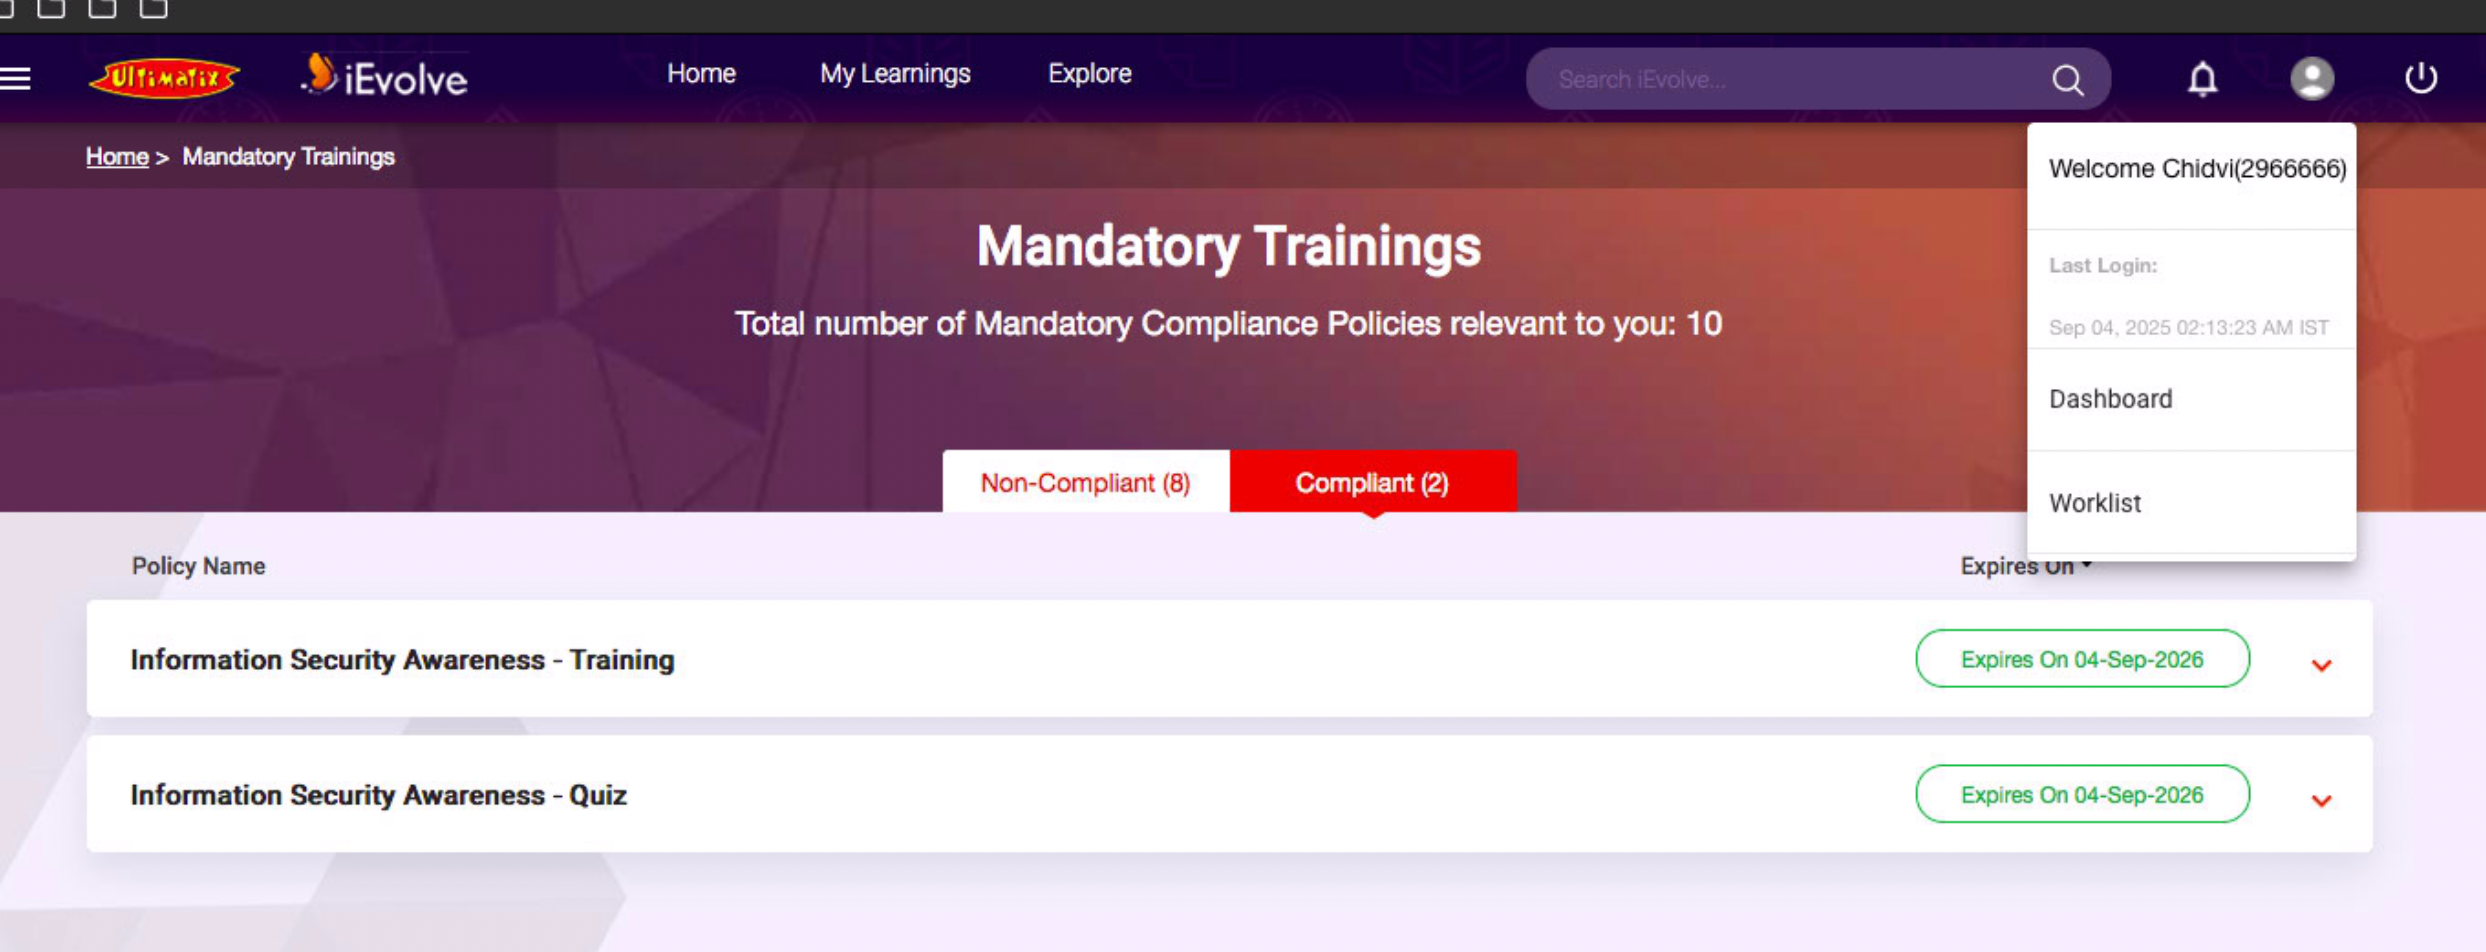 Ultimatix
iEvolve
Home
My Learnings
Explore
Search iEvolve...
Home > Mandatory Trainings
Welcome Chidvi(2966666)
Mandatory Trainings
Last Login:
Total number of Mandatory Compliance Policies relevant to you: 10
Sep 04, 2025 02:13:23 AM IST
Dashboard
Non-Compliant (8)
Compliant (2)
Worklist
Policy Name
Expires On
Information Security Awareness - Training
Expires On 04-Sep-2026
Information Security Awareness - Quiz
Expires On 04-Sep-2026